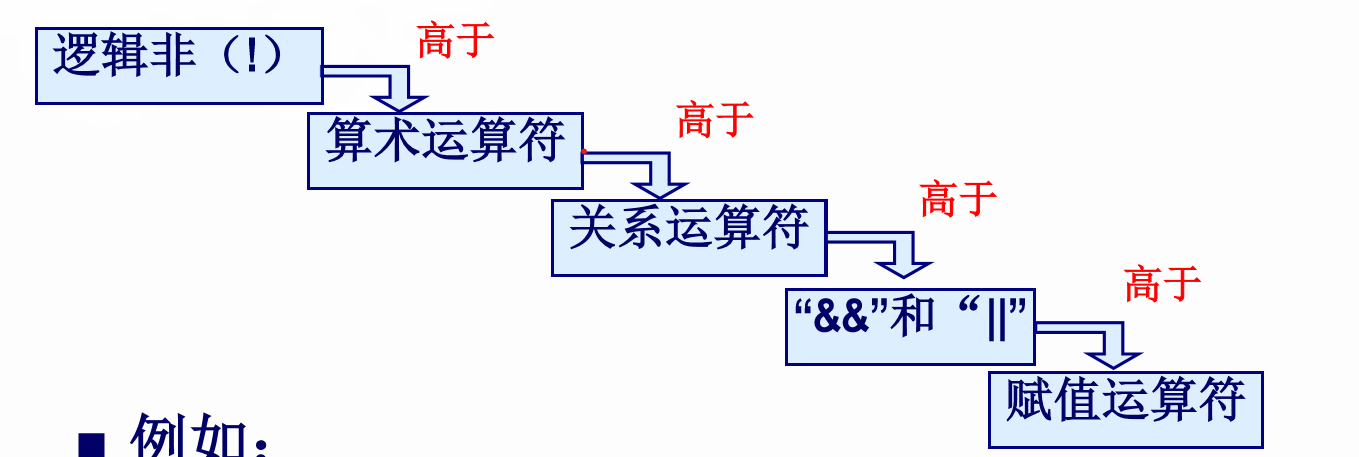 逻辑非（!）
高于
算术运算符
高于
关系运算符
高于
“&&”和“||”
高于
赋值运算符
■ 例如：